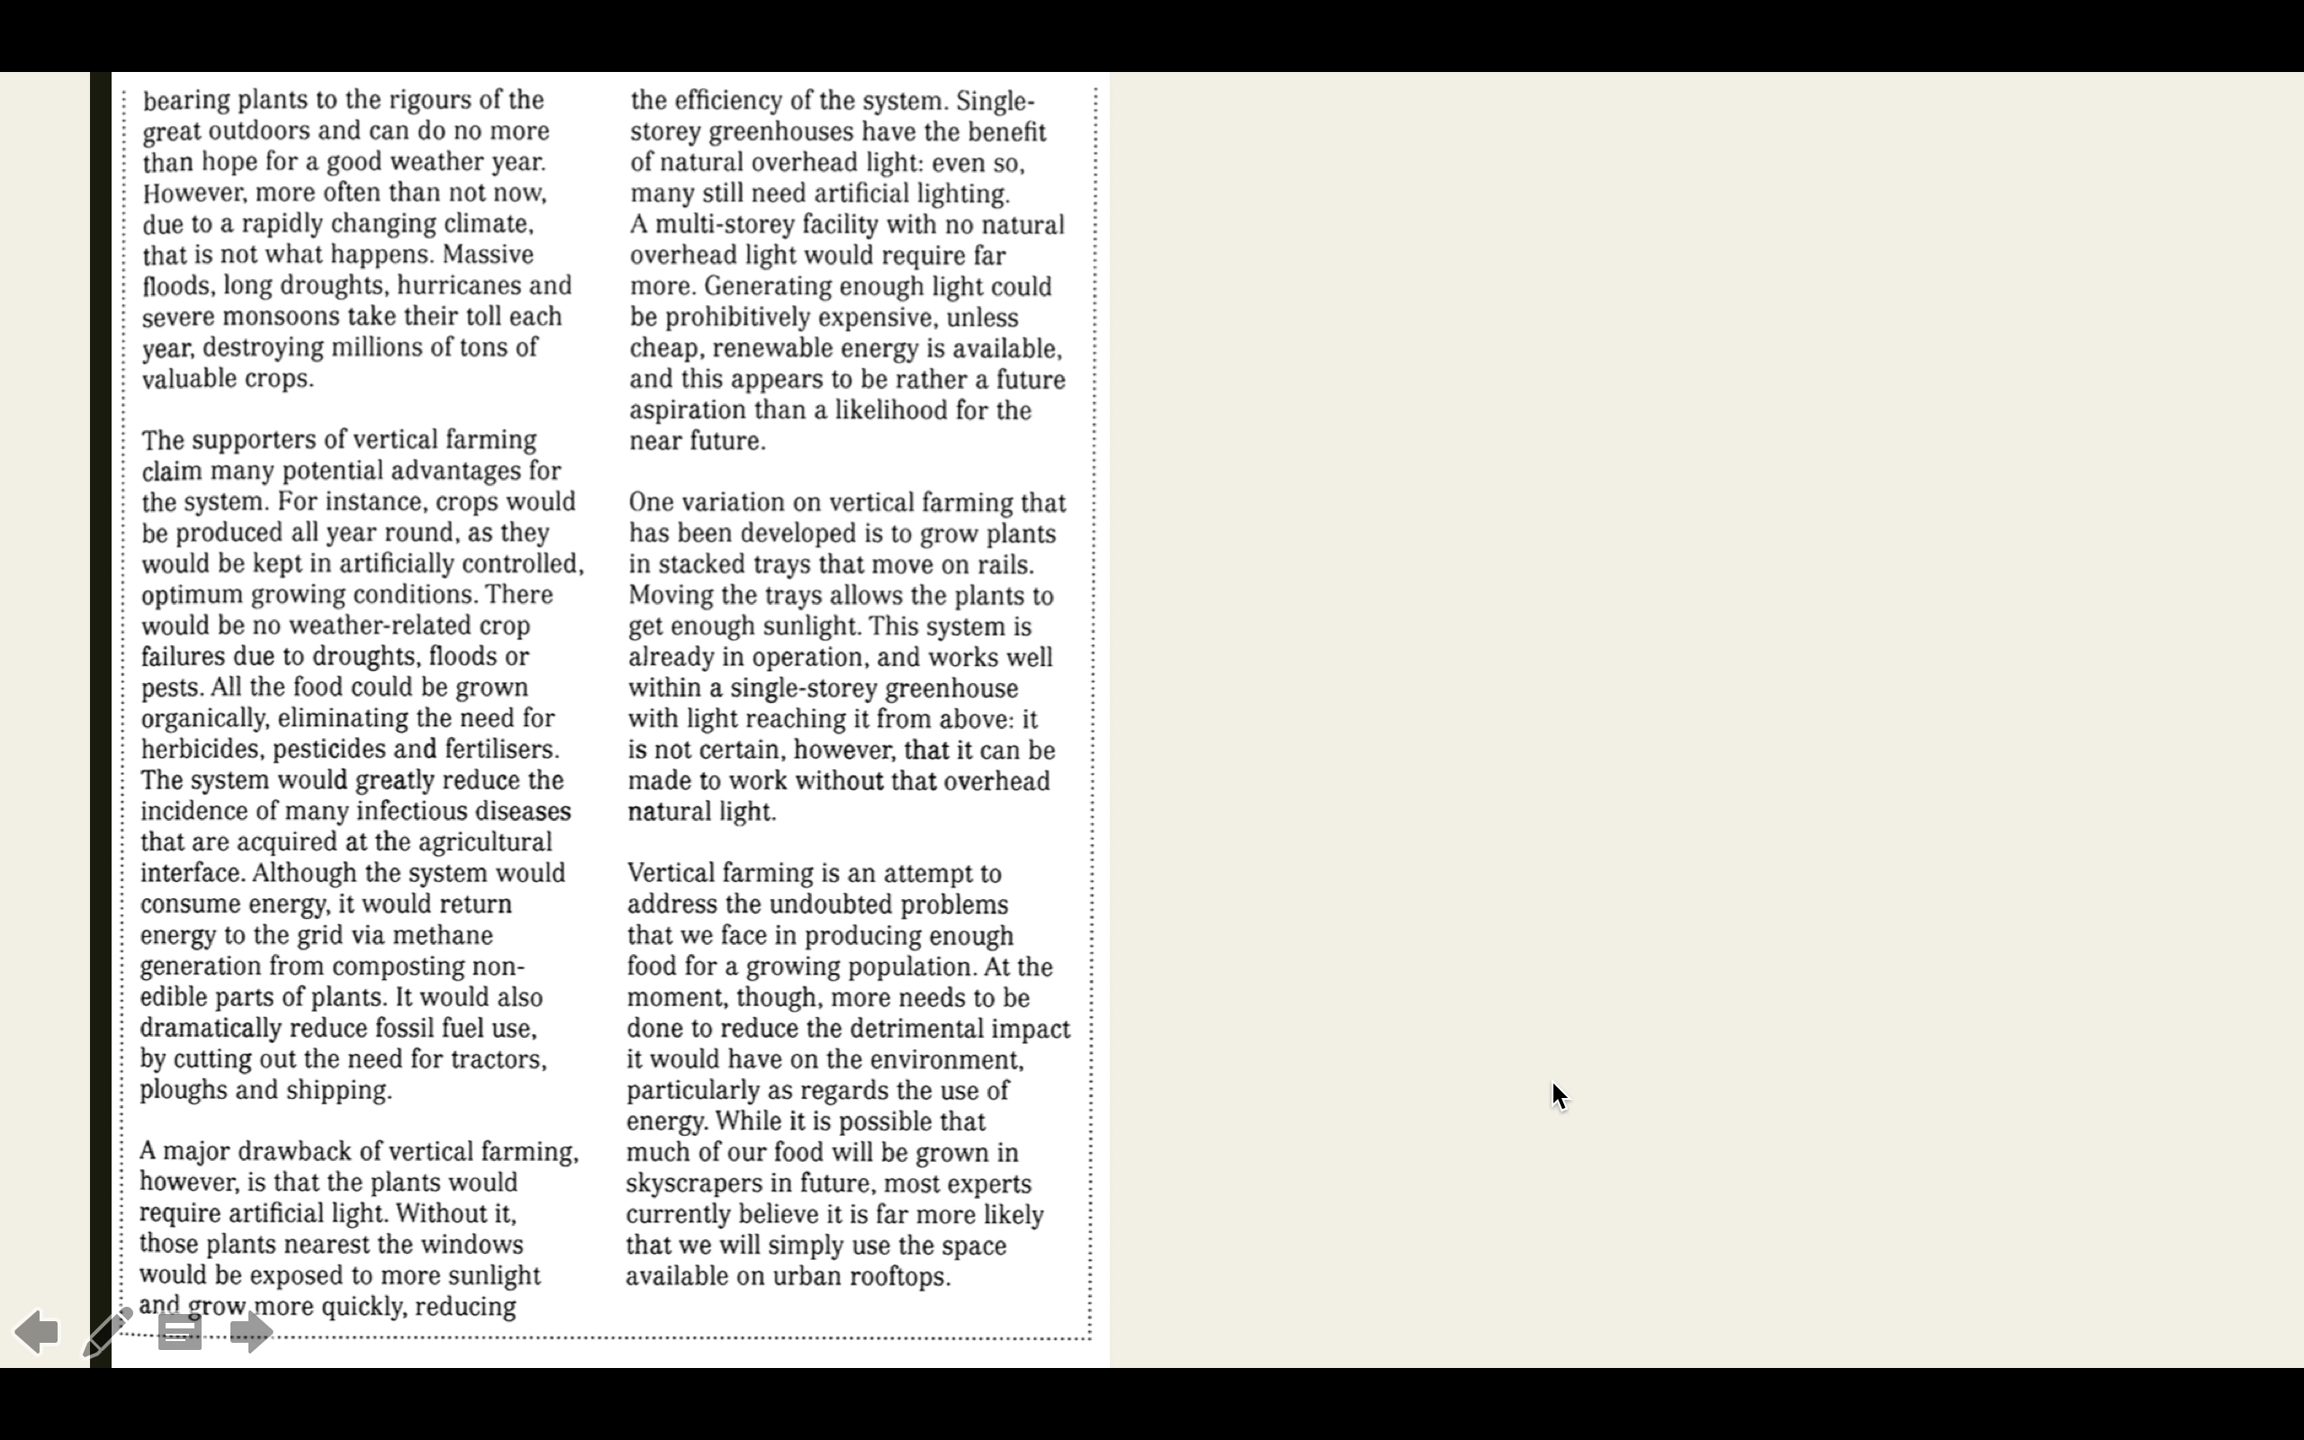 bearing plants to the rigours of the
great outdoors and can do no more
than hope for a good weather year.
However, more often than not now,
due to a rapidly changing climate,
that is not what happens. Massive
floods, long droughts, hurricanes and
severe monsoons take their toll each
year, destroying millions of tons of
valuable crops.
The supporters of vertical farming
claim many potential advantages for
the system. For instance, crops would
be produced all year round, as they
would be kept in artificially controlled,
optimum growing conditions. There
would be no weather-related crop
failures due to droughts, floods or
pests. All the food could be grown
organically, eliminating the need for
herbicides, pesticides and fertilisers.
The system would greatly reduce the
incidence of many infectious diseases
that are acquired at the agricultural
interface. Although the system would
consume energy, it would return
energy to the grid via methane
generation from composting non-
edible parts of plants. It would also
dramatically reduce fossil fuel use,
by cutting out the need for tractors,
ploughs and shipping.
A major drawback of vertical farming,
however, is that the plants would
require artificial light. Without it,
those plants nearest the windows
would be exposed to more sunlight
and grow more quickly, reducing
the efficiency of the system. Single-
storey greenhouses have the benefit
of natural overhead light: even so,
many still need artificial lighting.
A multi-storey facility with no natural
overhead light would require far
more. Generating enough light could
be prohibitively expensive, unless
cheap, renewable energy is available,
and this appears to be rather a future
aspiration than a likelihood for the
near future.
One variation on vertical farming that
has been developed is to grow plants
in stacked trays that move on rails.
Moving the trays allows the plants to
get enough sunlight. This system is
already in operation, and works well
within a single-storey greenhouse
with light reaching it from above: it
is not certain, however, that it can be
made to work without that overhead
natural light.
Vertical farming is an attempt to
address the undoubted problems
that we face in producing enough
food for a growing population. At the
moment, though, more needs to be
done to reduce the detrimental impact
it would have on the environment,
particularly as regards the use of
energy. While it is possible that
much of our food will be grown in
skyscrapers in future, most experts
currently believe it is far more likely
that we will simply use the space
available on urban rooftops.